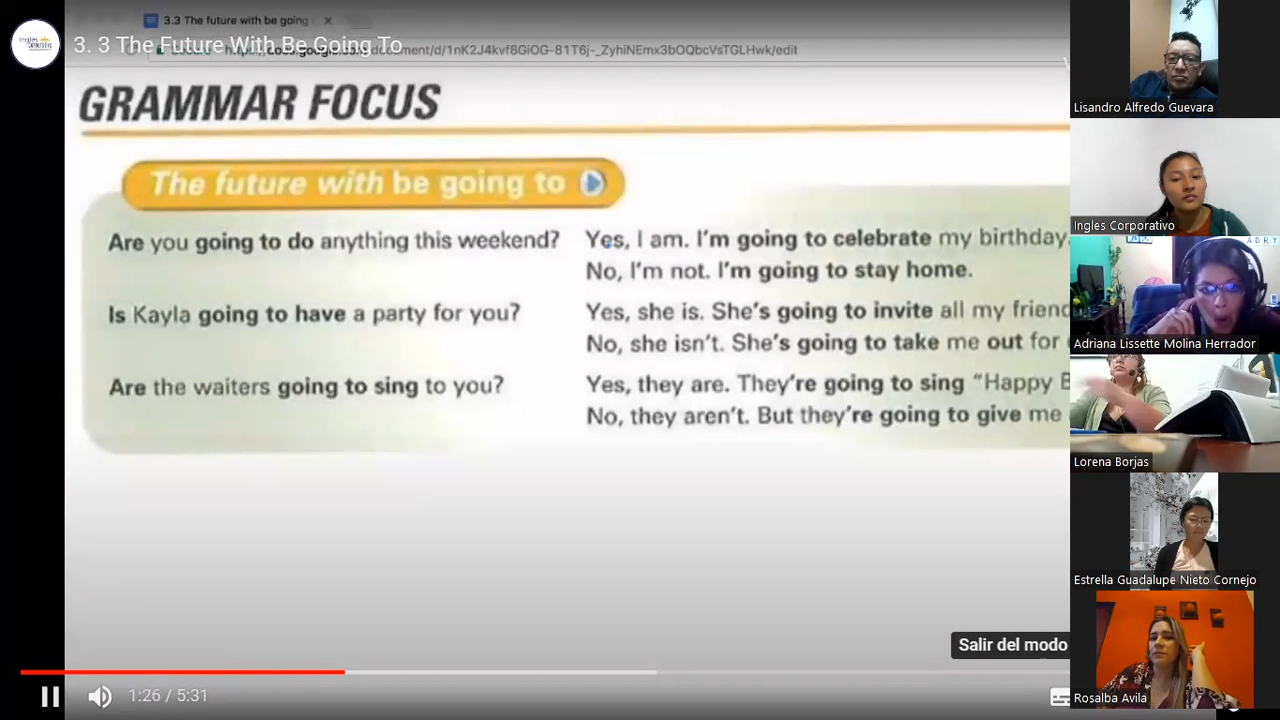 3.3 The future with be going
3. 3 The Future With Be Going To
document/d/1nK2J4kvf8GiOG-81T6j-_ZyhiNEmx3bOQbcVsTGLHwk/edit
GRAMMAR FOCUS
The future with be going to
Are you going to do anything this weekend? Yes, I am. I'm going to celebrate my birthday.
No, I'm not. I'm going to stay home.
Is Kayla going to have a party for you? Yes, she is. She's going to invite all my friend
No, she isn't. She's going to take me out for
Are the waiters going to sing to you? Yes, they are. They're going to sing "Happy B
No, they aren't. But they're going to give me
Salir del modo
1:26 / 5:31
Lisandro Alfredo Guevara
Ingles Corporativo
ADRY
Adriana Lissette Molina Herrador
Lorena Borjas
Estrella Guadalupe Nieto Cornejo
Rosalba Avila